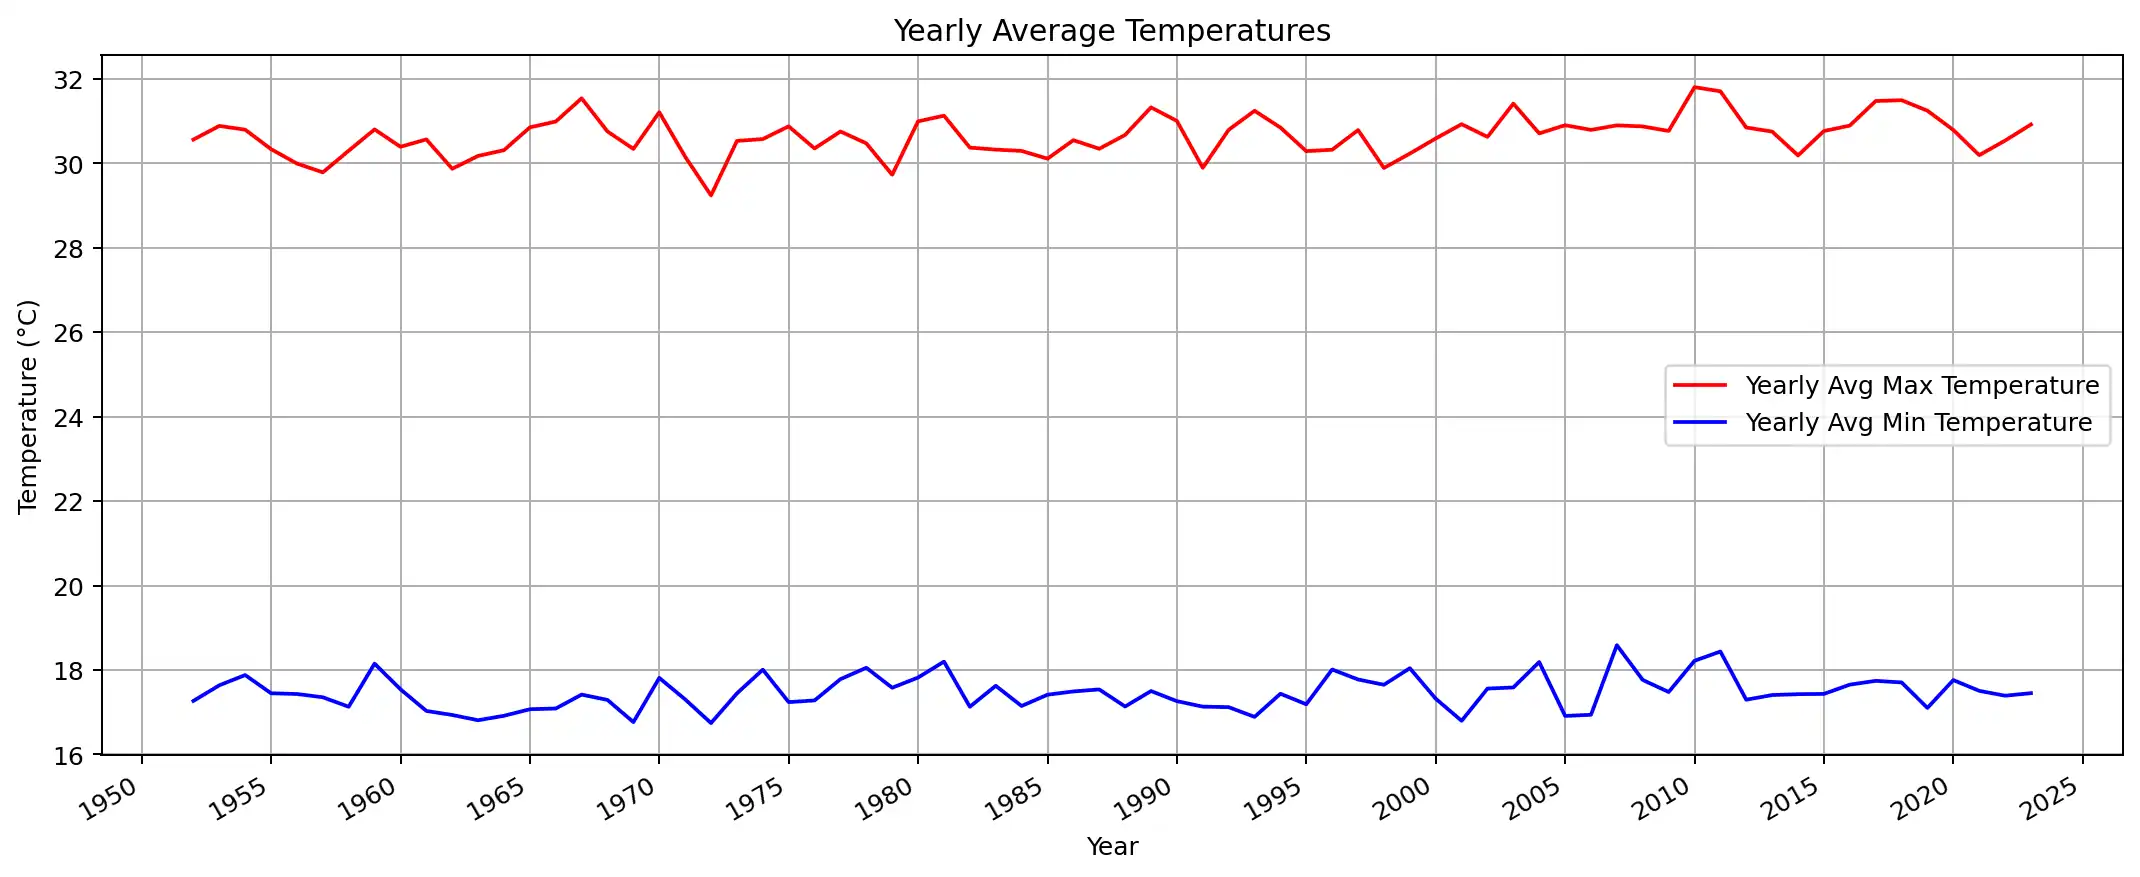 Yearly Average Temperatures
32
30
28
26
24
22
20
18
16
Temperature (°C)
Yearly Avg Max Temperature
Yearly Avg Min Temperature
1950 1955 1960 1965 1970 1975 1980 1985 1990 1995 2000 2005 2010 2015 2020 2025
Year